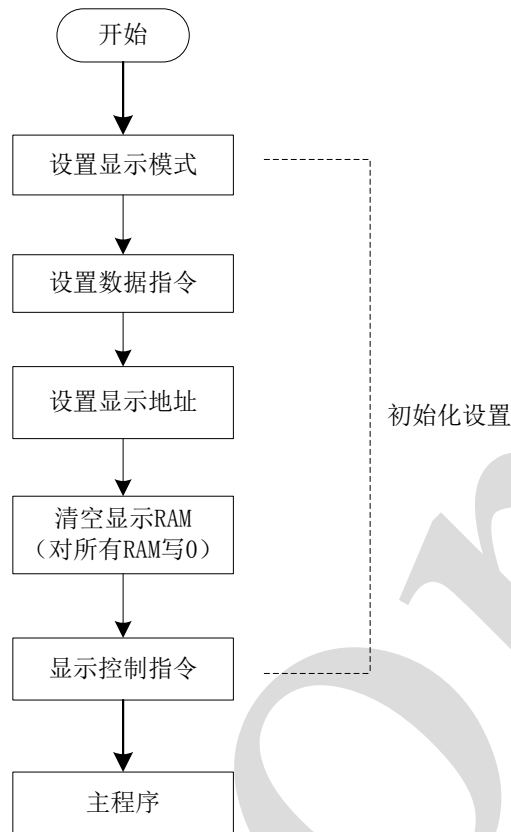 开始
设置显示模式
设置数据指令
设置显示地址
初始化设置
清空显示RAM
（对所有RAM写0）
显示控制指令
主程序